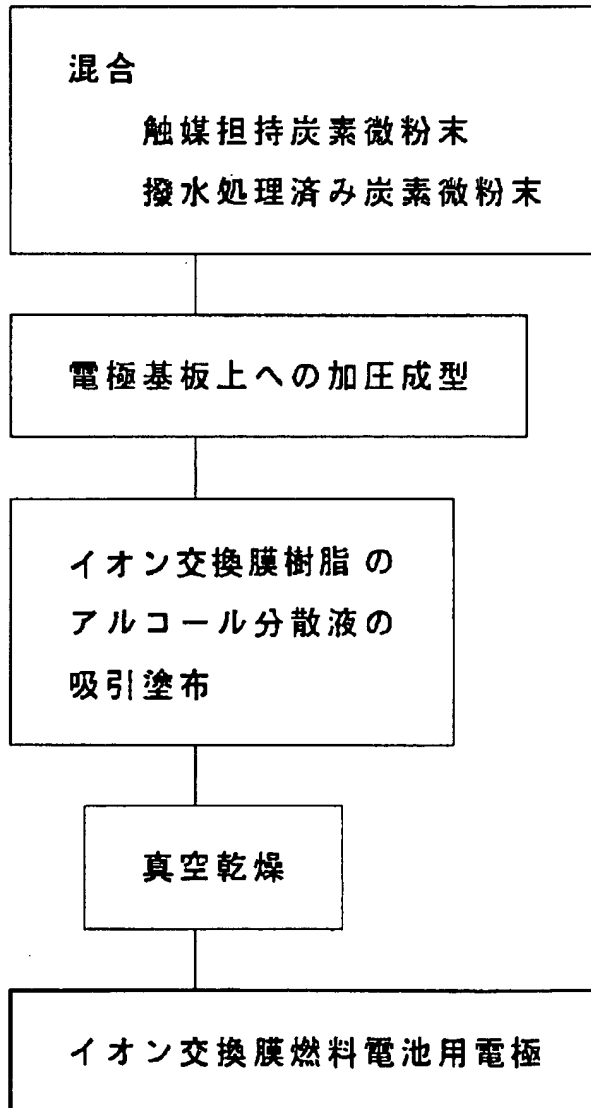 混合
触媒担持炭素微粉末
撥水処理済み炭素微粉末
電極基板上への加圧成型
イオン交換膜樹脂の
アルコール分散液の
吸引塗布
真空乾燥
イオン交換膜燃料電池用電極